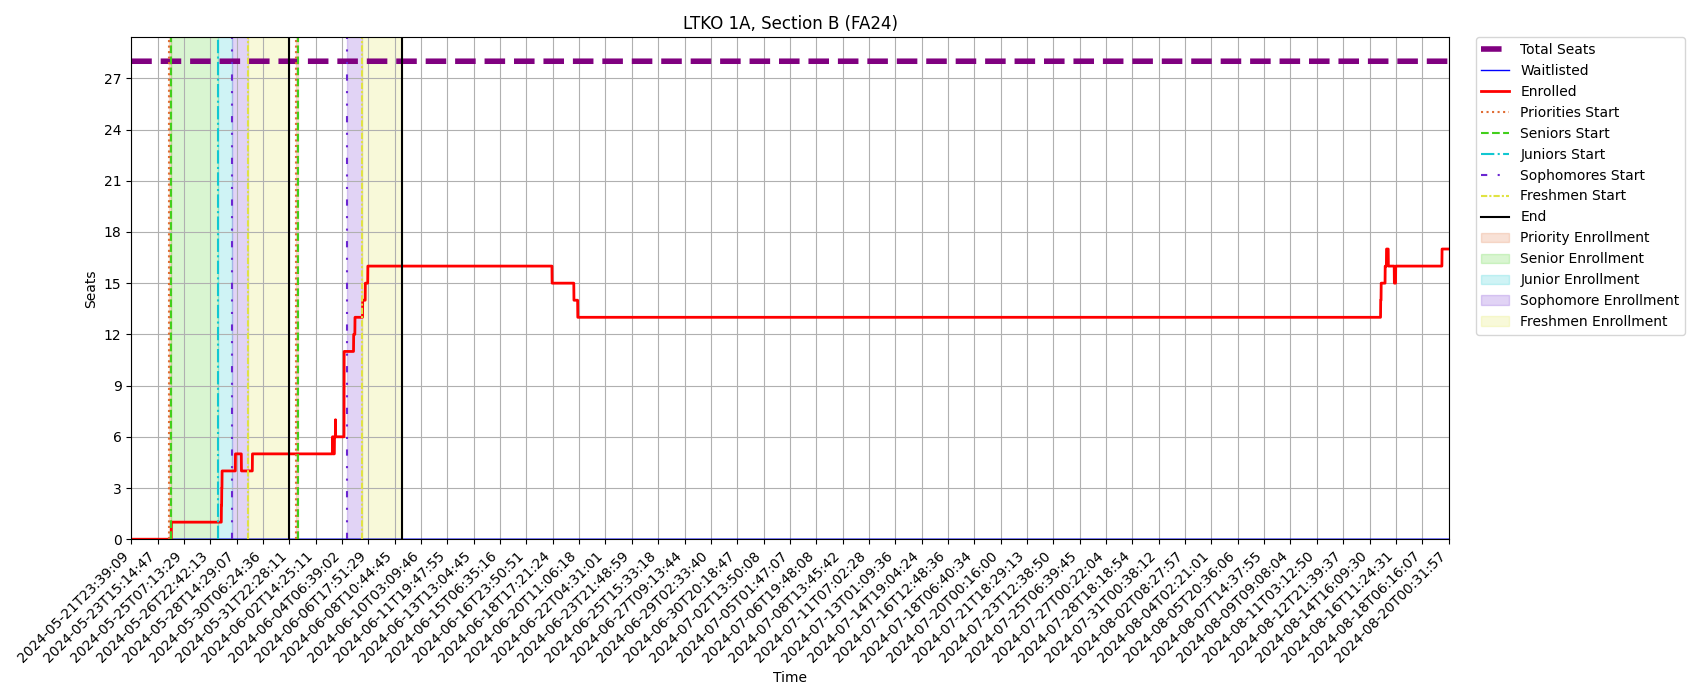 LTKO 1A, Section B (FA24)
Seats
27
24
21
18
15
12
9
6
3
0
2024-05-21T23:39:09
2024-05-23T15:14:47
2024-05-25T07:13:29
2024-05-26T22:42:13
2024-05-28T14:29:07
2024-05-30T06:24:36
2024-05-31T22:28:11
2024-06-02T14:25:11
2024-06-04T06:39:02
2024-06-06T17:51:29
2024-06-08T10:44:45
2024-06-10T03:09:46
2024-06-11T19:47:55
2024-06-13T13:04:45
2024-06-15T06:35:16
2024-06-16T23:50:51
2024-06-18T17:21:24
2024-06-20T11:06:18
2024-06-22T04:31:01
2024-06-23T21:48:59
2024-06-25T15:33:18
2024-06-27T09:13:44
2024-06-29T02:33:40
2024-06-30T20:18:47
2024-07-02T13:50:08
2024-07-05T01:47:07
2024-07-06T19:48:08
2024-07-08T13:45:42
2024-07-11T07:02:28
2024-07-13T01:09:36
2024-07-14T19:04:24
2024-07-16T12:48:36
2024-07-18T06:40:34
2024-07-20T00:16:00
2024-07-21T18:29:13
2024-07-23T12:38:50
2024-07-25T06:39:45
2024-07-27T00:22:04
2024-07-28T18:18:54
2024-07-31T00:38:12
2024-08-02T08:27:57
2024-08-04T02:21:01
2024-08-05T20:36:06
2024-08-07T14:37:55
2024-08-09T09:08:04
2024-08-11T03:12:50
2024-08-12T21:39:37
2024-08-14T16:09:30
2024-08-16T11:24:31
2024-08-18T06:16:07
2024-08-20T00:31:57
Time
Total Seats
Waitlisted
Enrolled
Priorities Start
Seniors Start
Juniors Start
Sophomores Start
Freshmen Start
End
Priority Enrollment
Senior Enrollment
Junior Enrollment
Sophomore Enrollment
Freshmen Enrollment